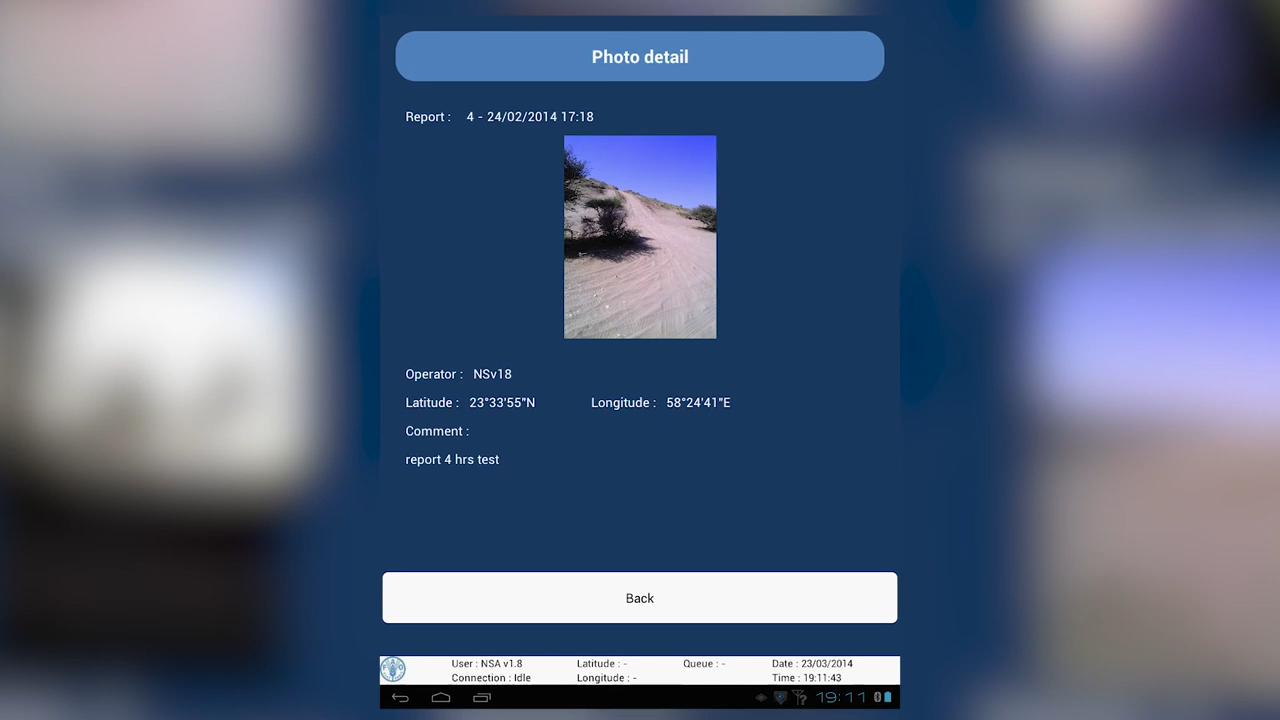 Photo detail
Report : 4 - 24/02/2014 17:18
Operator : NSv18
Latitude : 23°33'55"N Longitude : 58°24'41"E
Comment :
report 4 hrs test
Back
User : NSA v1.8 Latitude : - Queue : - Date : 23/03/2014
Connection : Idle Longitude : - Time : 19:11:43
19:11